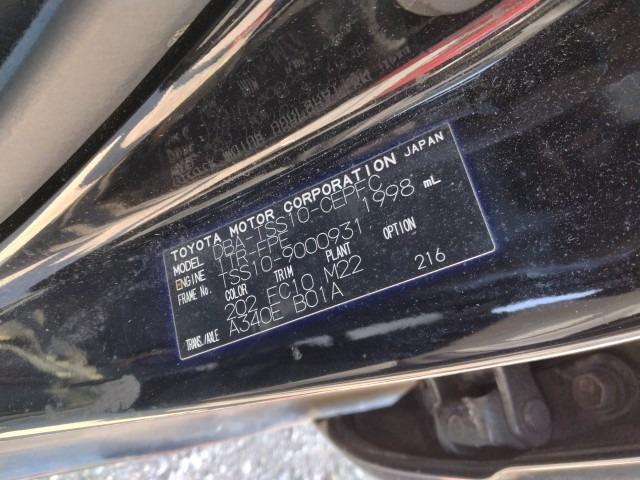 TOYOTA MOTOR CORPORATION JAPAN
MODEL DBA-TSS10-CEPFC
ENGINE 1TR-FPE 1998 mL
FRAME No. TSS10-9000931
COLOR TRIM PLANT OPTION
202 FC10 M22
TRANS./AXLE A340E B01A 216